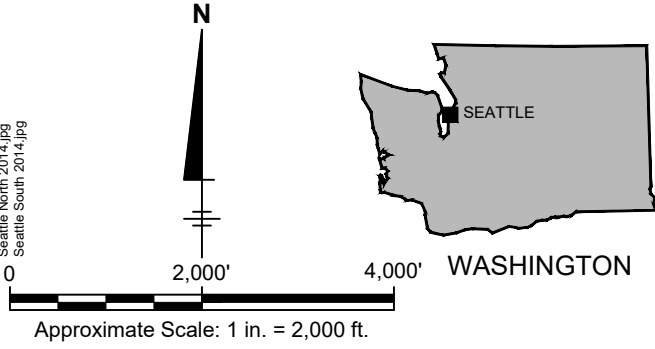 N
Seattle North 2014.jpg
Seattle South 2014.jpg
SEATTLE
0 2,000' 4,000'
WASHINGTON
Approximate Scale: 1 in. = 2,000 ft.